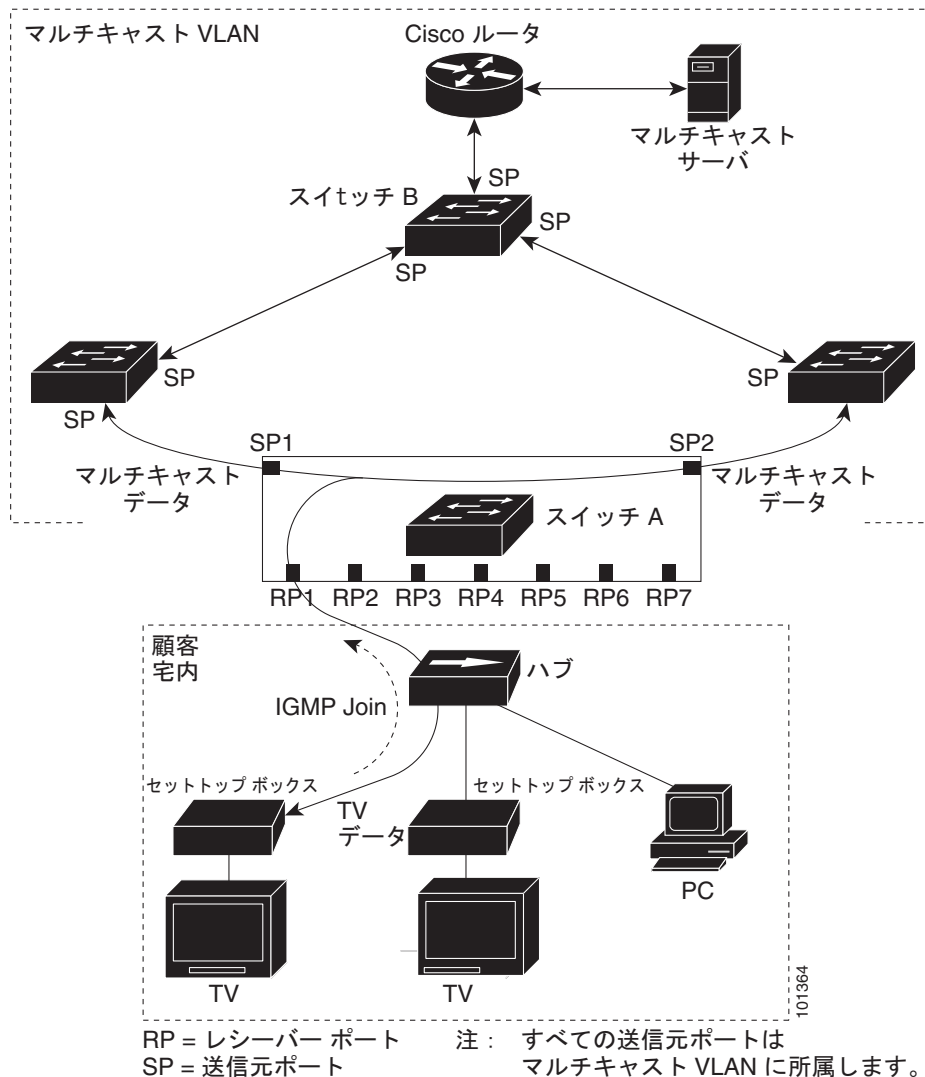 マルチキャスト VLAN
Cisco ルータ
マルチキャスト
サーバ
SP
スイtッチ B
SP
SP
SP
SP
SP
SP1
SP2
マルチキャスト
データ
マルチキャスト
データ
スイッチ A
RP1 RP2 RP3 RP4 RP5 RP6 RP7
顧客
宅内
ハブ
IGMP Join
セットトップ ボックス
セットトップ ボックス
TV
データ
PC
TV
TV
101364
RP = レシーバー ポート
SP = 送信元ポート
注 : すべての送信元ポートは
マルチキャスト VLAN に所属します。